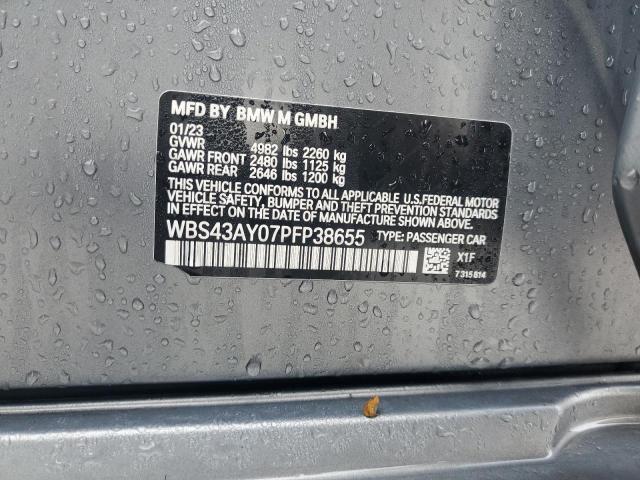 MFD BY BMW M GMBH
01/23
GVWR 4982 lbs 2260 kg
GAWR FRONT 2480 lbs 1125 kg
GAWR REAR 2646 lbs 1200 kg
THIS VEHICLE CONFORMS TO ALL APPLICABLE U.S.FEDERAL MOTOR
VEHICLE SAFETY, BUMPER, AND THEFT PREVENTION STANDARDS
IN EFFECT ON THE DATE OF MANUFACTURE SHOWN ABOVE.
WBS43AY07PFP38655 TYPE: PASSENGER CAR
X1F
7315814